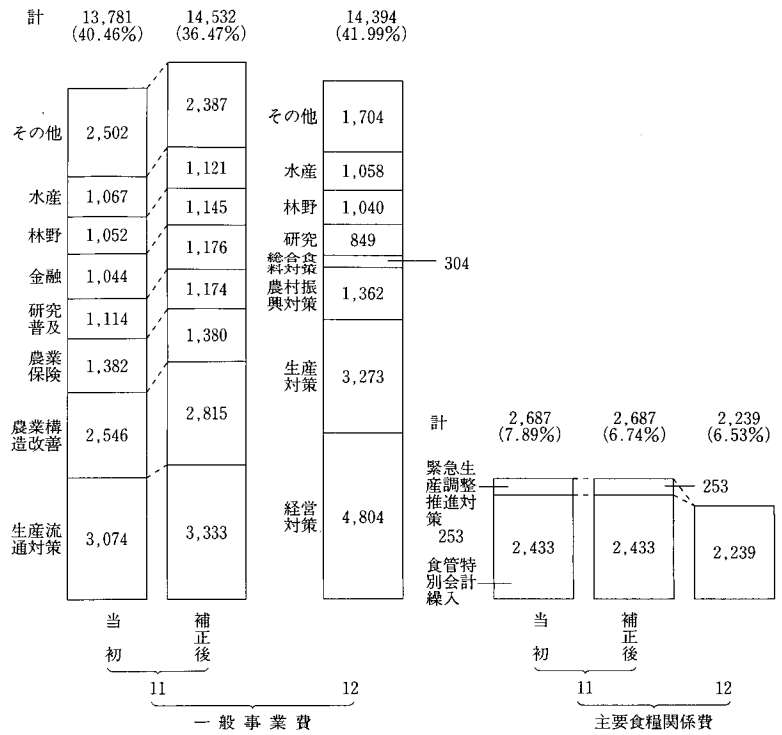 計
13,781
(40.46%)
14,532
(36.47%)
14,394
(41.99%)
その他
2,502
2,387
水産
1,067
1,121
林野
1,052
1,145
金融
1,044
1,176
研究
普及
1,114
1,174
農業
保険
1,382
1,380
農業構
造改善
2,546
2,815
生産流
通対策
3,074
3,333
その他
1,704
水産
1,058
林野
1,040
研究
849
総合食
料対策
304
農村振
興対策
1,362
生産
対策
3,273
経営
対策
4,804
当初
補正後
11
12
一般事業費
計
2,687
(7.89%)
2,687
(6.74%)
2,239
(6.53%)
緊急生
産調整
推進対
策
253
253
食管特
別会計
繰入
2,433
2,433
2,239
当初
補正後
11
12
主要食糧関係費